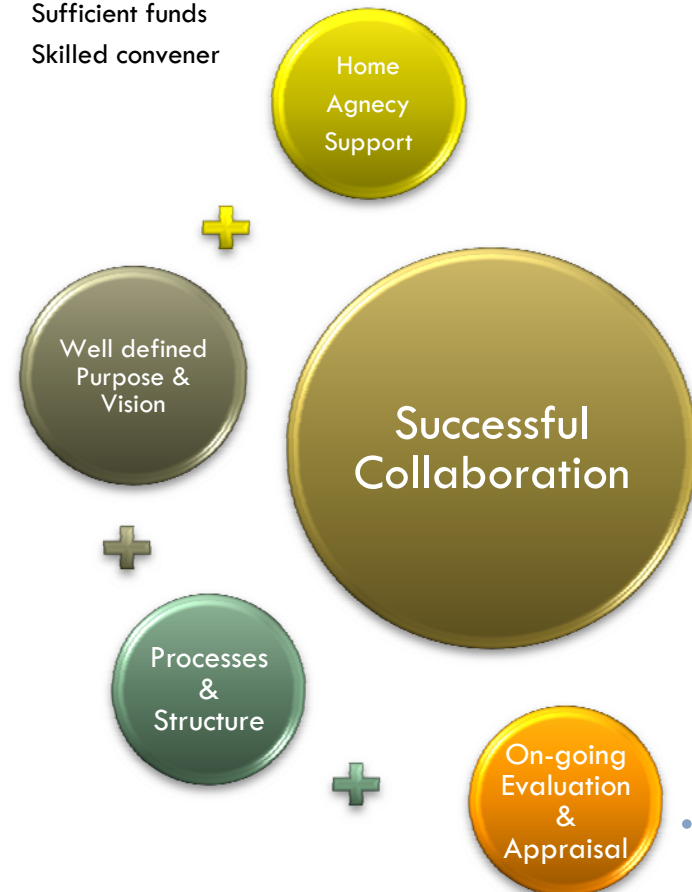 Sufficient funds
Skilled convener
Home
Agnecy
Support
Well defined
Purpose &
Vision
Successful
Collaboration
Processes
&
Structure
On-going
Evaluation
&
Appraisal